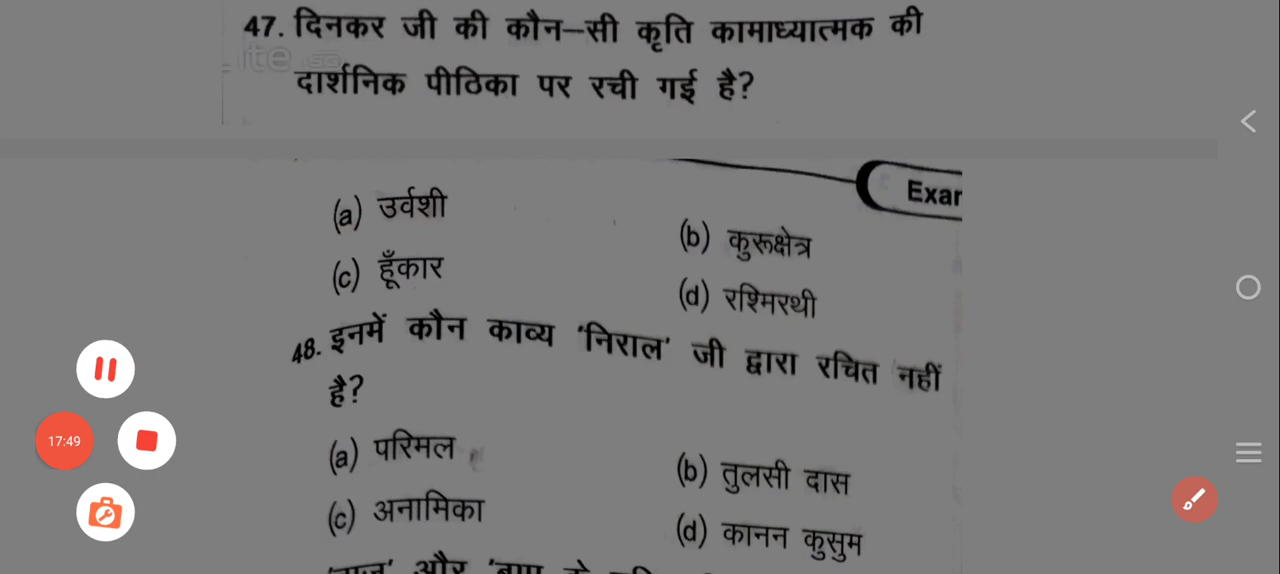 47. दिनकर जी की कौन–सी कृति कामाध्यात्मक की
दार्शनिक पीठिका पर रची गई है?
Exar
(a) उर्वशी
(b) कुरूक्षेत्र
(c) हूँकार
(d) रश्मिरथी
48. इनमें कौन काव्य 'निराल' जी द्वारा रचित नहीं
है?
(a) परिमल
(b) तुलसी दास
(c) अनामिका
(d) कानन कुसुम
और
17:49